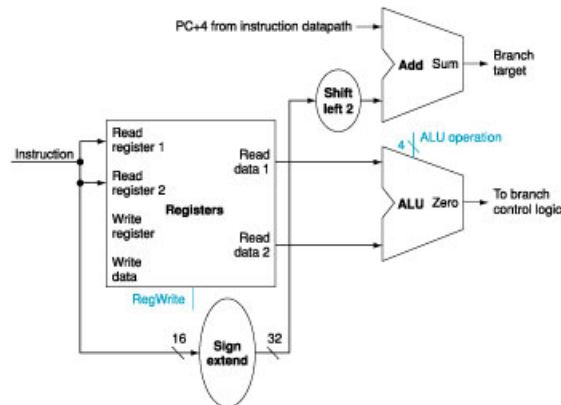 PC+4 from instruction datapath
Add Sum
Branch
target
Shift
left 2
Instruction
Read
register 1
Read
register 2
Write
register
Write
data
Registers
Read
data 1
Read
data 2
RegWrite
4
ALU operation
ALU Zero
To branch
control logic
16
Sign
extend
32